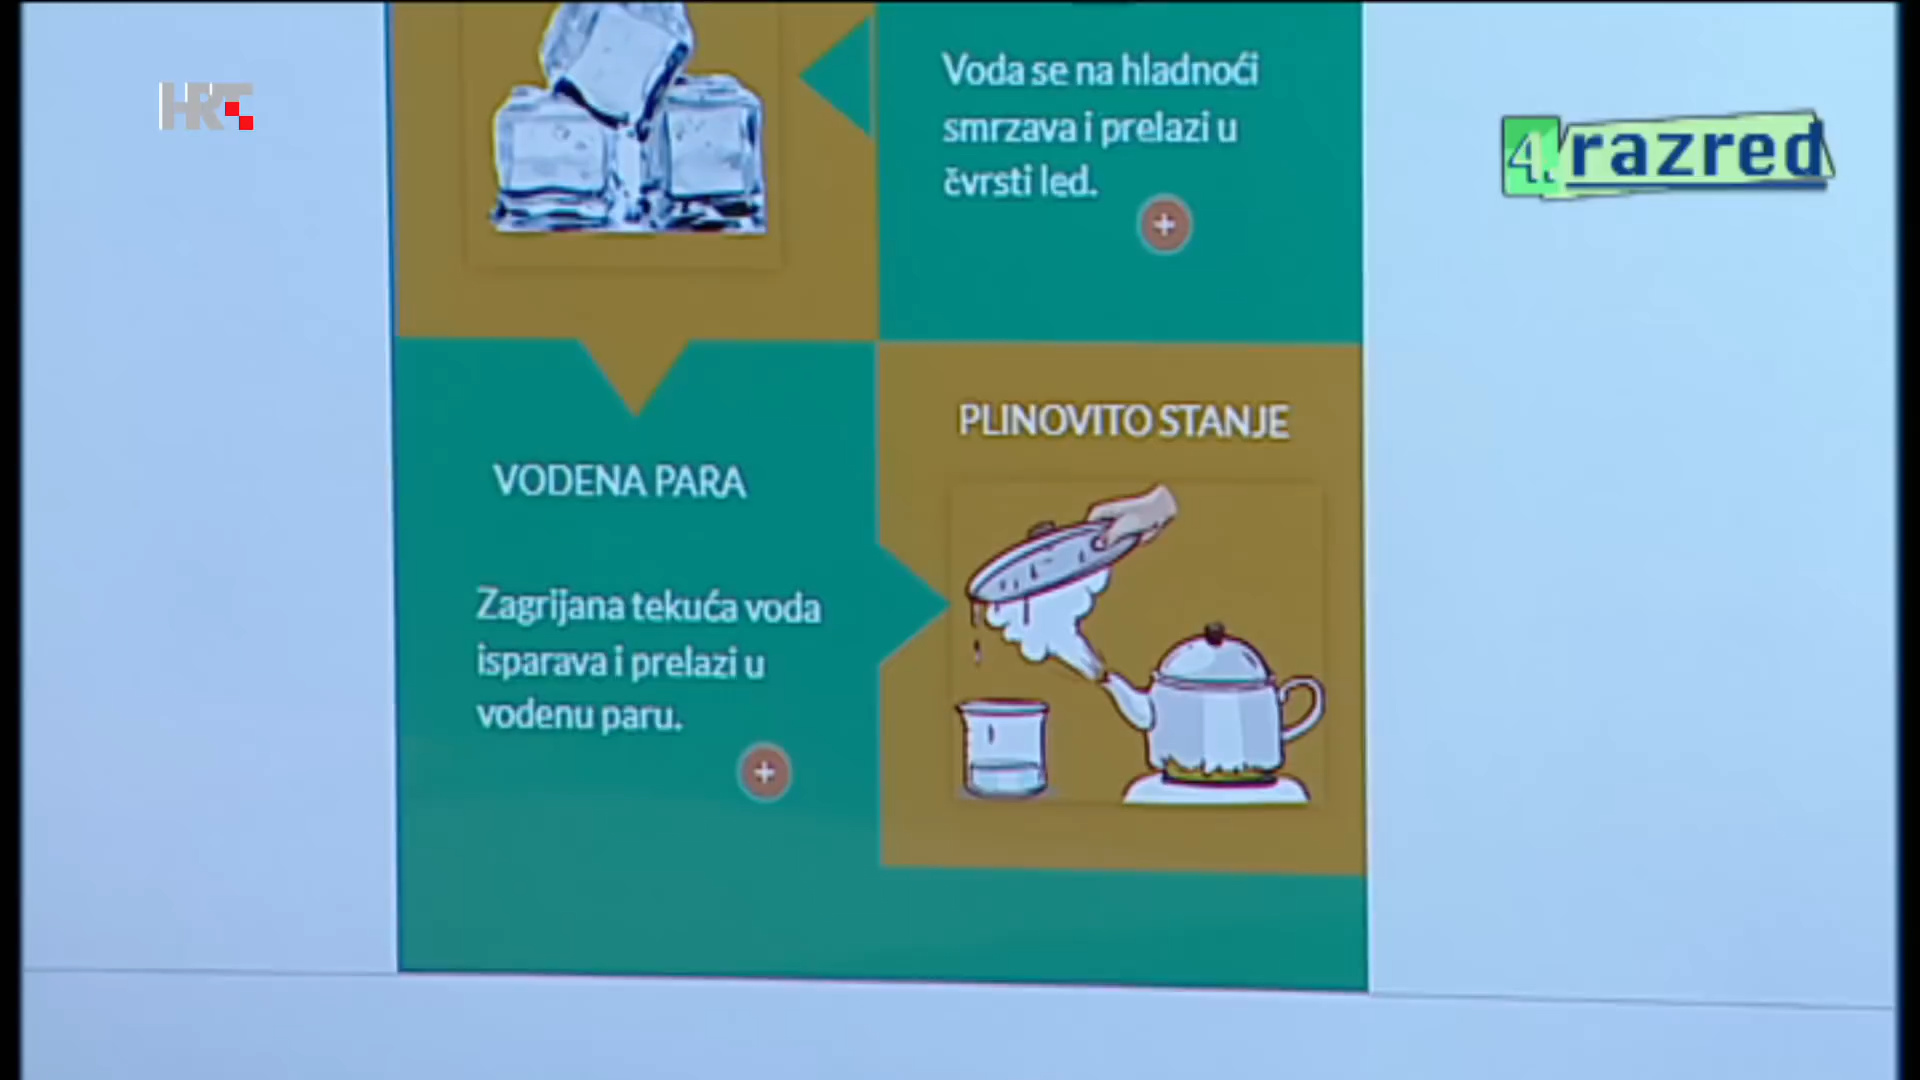 HRT
4. razred
Voda se na hladnoći
smrzava i prelazi u
čvrsti led.
+
PLINOVITO STANJE
VODENA PARA
Zagrijana tekuća voda
isparava i prelazi u
vodenu paru.
+